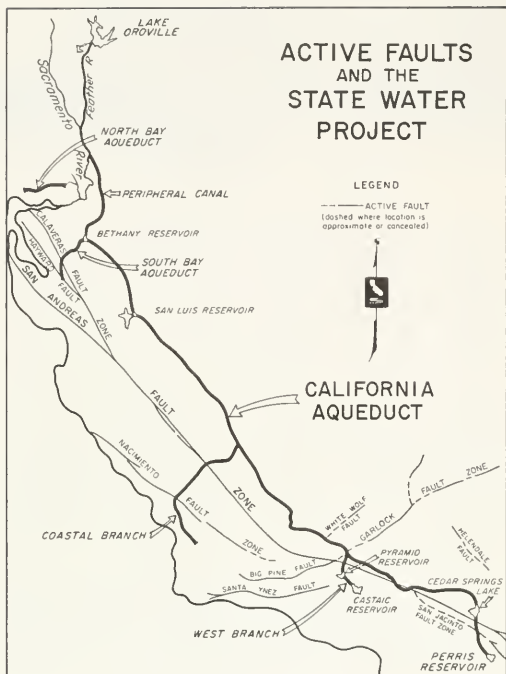 ACTIVE FAULTS
AND THE
STATE WATER
PROJECT
LEGEND
ACTIVE FAULT
(dashed where location is
approximate or concealed)
LAKE
OROVILLE
Sacramento
Feather R
River
NORTH BAY
AQUEDUCT
PERIPHERAL CANAL
BETHANY RESERVOIR
SOUTH BAY
AQUEDUCT
CALAVERAS
FAULT
ZONE
HAYWARD
FAULT
SAN
ANDREAS
FAULT
ZONE
SAN LUIS RESERVOIR
CALIFORNIA
AQUEDUCT
NACIMIENTO
FAULT
ZONE
COASTAL BRANCH
WHITE WOLF
FAULT
GARLOCK
FAULT
ZONE
HELENDALE
FAULT
BIG PINE FAULT
SANTA YNEZ FAULT
PYRAMID
RESERVOIR
CASTAIC
RESERVOIR
WEST BRANCH
CEDAR SPRINGS
LAKE
SAN JACINTO
FAULT ZONE
PERRIS
RESERVOIR